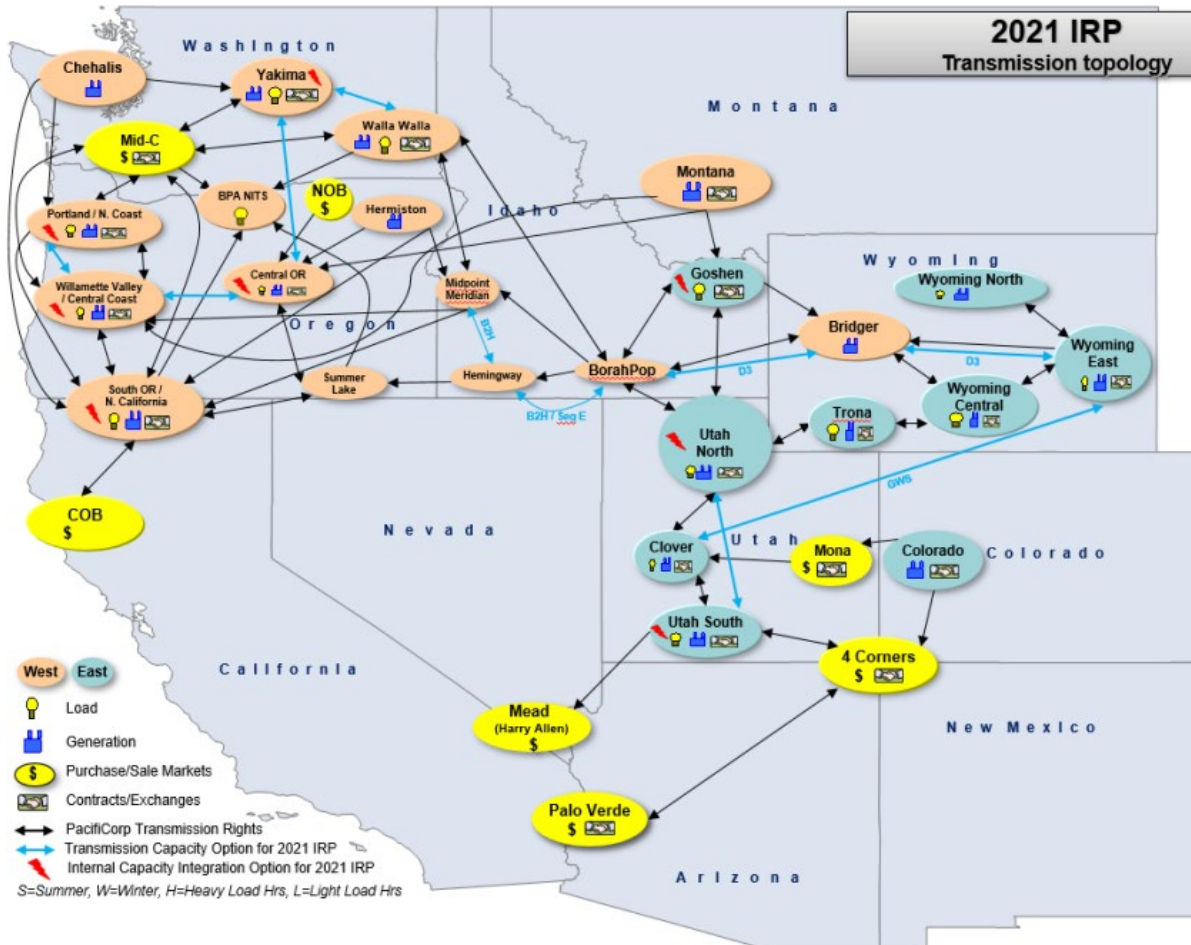 2021 IRP
Transmission topology
Washington
Montana
Idaho
Oregon
Wyoming
Nevada
Utah
Colorado
California
Arizona
New Mexico
Chehalis
Yakima
Mid-C
$
Walla Walla
BPA NITS
NOB
$
Hermiston
Portland / N. Coast
Willamette Valley
/ Central Coast
Central OR
Midpoint
Meridian
B2H
South OR /
N. California
Summer
Lake
Hemingway
BorahPop
B2H / Seg E
Montana
Goshen
Bridger
D3
D3
Wyoming North
Wyoming
East
Wyoming
Central
Trona
Utah
North
GWS
COB
$
Clover
Mona
$
Colorado
Utah South
4 Corners
$
Mead
(Harry Allen)
$
Palo Verde
$
West
East
Load
Generation
$
Purchase/Sale Markets
Contracts/Exchanges
PacifiCorp Transmission Rights
Transmission Capacity Option for 2021 IRP
Internal Capacity Integration Option for 2021 IRP
S=Summer, W=Winter, H=Heavy Load Hrs, L=Light Load Hrs